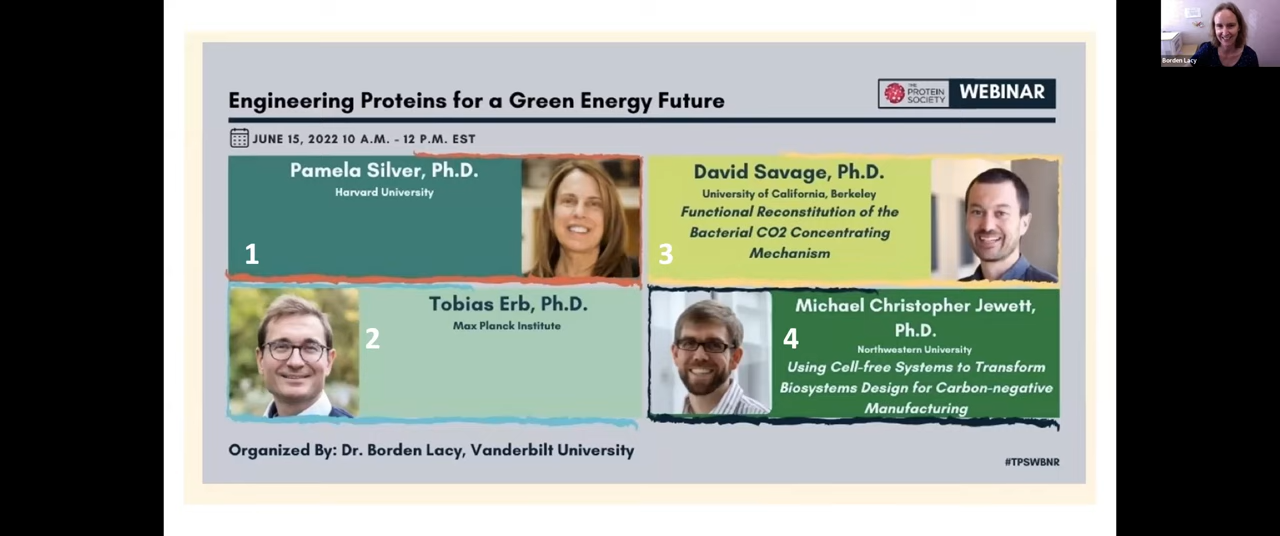 Engineering Proteins for a Green Energy Future
THE
PROTEIN
SOCIETY
WEBINAR
JUNE 15, 2022 10 A.M. - 12 P.M. EST
Pamela Silver, Ph.D.
Harvard University
1
David Savage, Ph.D.
University of California, Berkeley
Functional Reconstitution of the
Bacterial CO2 Concentrating
Mechanism
3
Tobias Erb, Ph.D.
Max Planck Institute
2
Michael Christopher Jewett,
Ph.D.
Northwestern University
Using Cell-free Systems to Transform
Biosystems Design for Carbon-negative
Manufacturing
4
Organized By: Dr. Borden Lacy, Vanderbilt University
#TPSWBNR
Borden Lacy